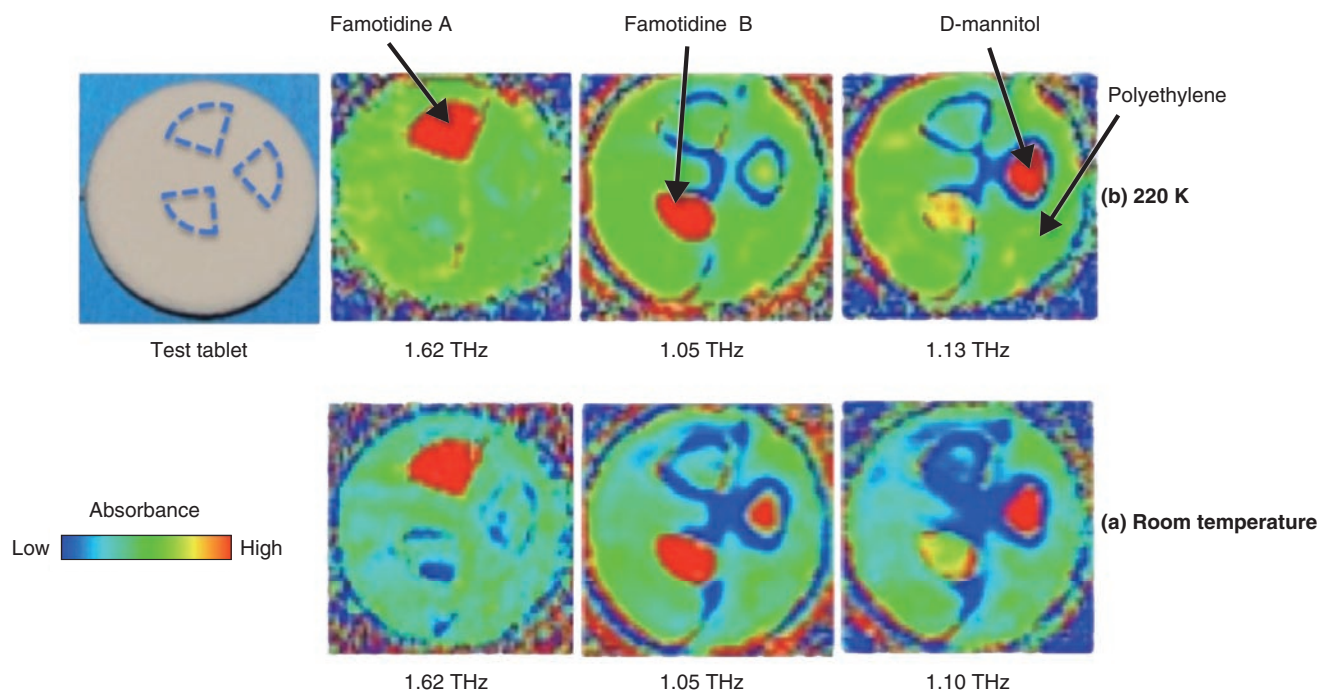 Famotidine A
Famotidine B
D-mannitol
Polyethylene
(b) 220 K
Test tablet
1.62 THz
1.05 THz
1.13 THz
Absorbance
Low
High
(a) Room temperature
1.62 THz
1.05 THz
1.10 THz